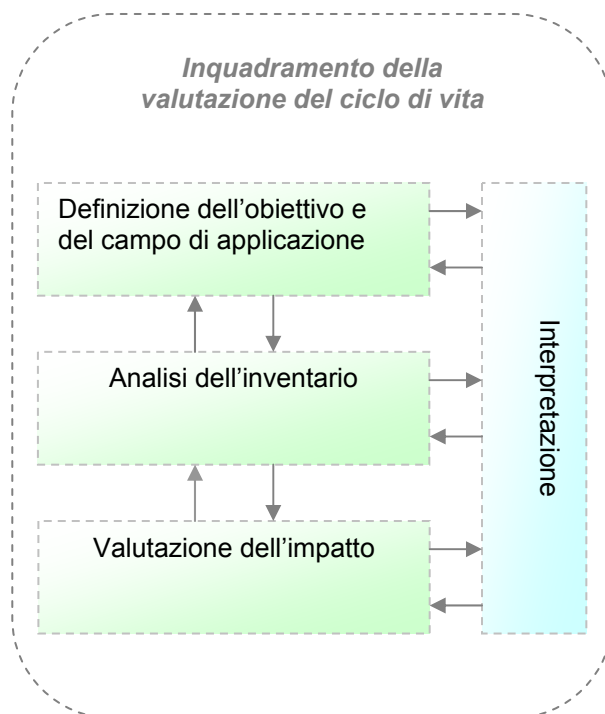 Inquadramento della
valutazione del ciclo di vita
Definizione dell’obiettivo e
del campo di applicazione
Analisi dell’inventario
Valutazione dell’impatto
Interpretazione